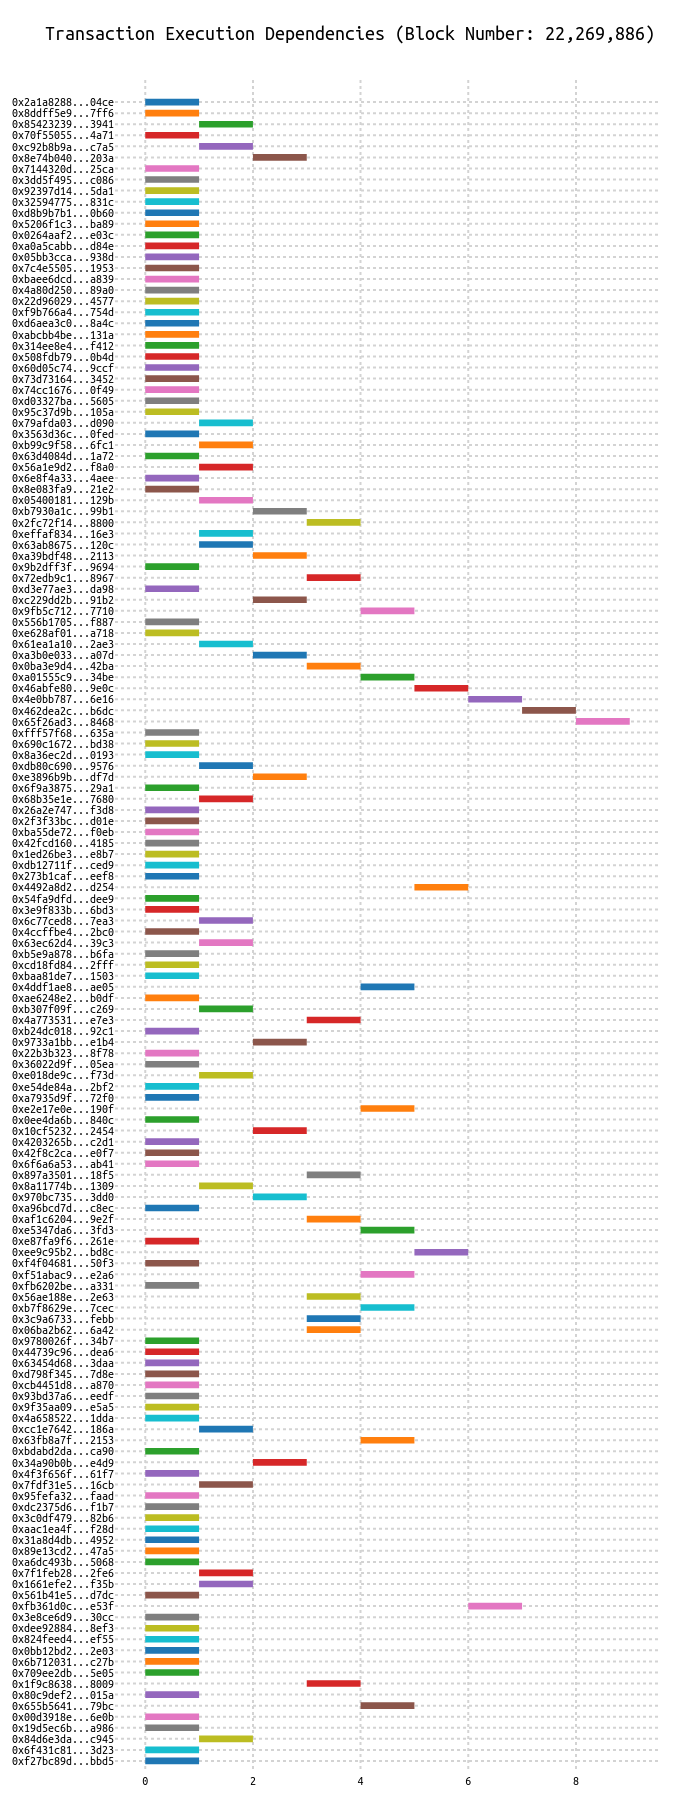 Transaction Execution Dependencies (Block Number: 22,269,886)
0x2a1a8288...04ce
0x8ddff5e9...7ff6
0x85423239...3941
0x70f55055...4a71
0xc92b8b9a...c7a5
0x8e74b040...203a
0x7144320d...25ca
0x3dd5f495...c086
0x92397d14...5da1
0x32594775...831c
0xd8b9b7b1...0b60
0x5206f1c3...ba89
0x0264aaf2...e03c
0xa0a5cabb...d84e
0x05bb3cca...938d
0x7c4e5505...1953
0xbaee6dcd...a839
0x4a80d250...89a0
0x22d96029...4577
0xf9b766a4...754d
0xd6aea3c0...8a4c
0xabcbb4be...131a
0x314ee8e4...f412
0x508fdb79...0b4d
0x60d05c74...9ccf
0x73d73164...3452
0x74cc1676...0f49
0xd03327ba...5605
0x95c37d9b...105a
0x79afda03...d090
0x3563d36c...0fed
0xb99c9f58...6fc1
0x63d4084d...1a72
0x56a1e9d2...f8a0
0x6e8f4a33...4aee
0x8e083fa9...21e2
0x05400181...129b
0xb7930a1c...99b1
0x2fc72f14...8800
0xeffaf834...16e3
0x63ab8675...120c
0xa39bdf48...2113
0x9b2dff3f...9694
0x72edb9c1...8967
0xd3e77ae3...da98
0xc229dd2b...91b2
0x9fb5c712...7710
0x556b1705...f887
0xe628af01...a718
0x61ea1a10...2ae3
0xa3b0e033...a07d
0x0ba3e9d4...42ba
0xa01555c9...34be
0x46abfe80...9e0c
0x4e0bb787...6e16
0x462dea2c...b6dc
0x65f26ad3...8468
0xfff57f68...635a
0x690c1672...bd38
0x8a36ec2d...0193
0xdb80c690...9576
0xe3896b9b...df7d
0x6f9a3875...29a1
0x68b35e1e...7680
0x26a2e747...f3d8
0x2f3f33bc...d01e
0xba55de72...f0eb
0x42fcd160...4185
0x1ed26be3...e8b7
0xdb12711f...ced9
0x273b1caf...eef8
0x4492a8d2...d254
0x54fa9dfd...dee9
0x3e9f833b...6bd3
0x6c77ced8...7ea3
0x4ccffbe4...2bc0
0x63ec62d4...39c3
0xb5e9a878...b6fa
0xcd18fd84...2fff
0xbaa81de7...1503
0x4ddf1ae8...ae05
0xae6248e2...b0df
0xb307f09f...c269
0x4a773531...e7e3
0xb24dc018...92c1
0x9733a1bb...e1b4
0x22b3b323...8f78
0x36022d9f...05ea
0xe018de9c...f73d
0xe54de84a...2bf2
0xa7935d9f...72f0
0xe2e17e0e...190f
0x0ee4da6b...840c
0x10cf5232...2454
0x4203265b...c2d1
0x42f8c2ca...e0f7
0x6f6a6a53...ab41
0x897a3501...18f5
0x8a11774b...1309
0x970bc735...3dd0
0xa96bcd7d...c8ec
0xaf1c6204...9e2f
0xe5347da6...3fd3
0xe87fa9f6...261e
0xee9c95b2...bd8c
0xf4f04681...50f3
0xf51abac9...e2a6
0xfb6202be...a331
0x56ae188e...2e63
0xb7f8629e...7cec
0x3c9a6733...febb
0x06ba2b62...6a42
0x9780026f...34b7
0x44739c96...dea6
0x63454d68...3daa
0xd798f345...7d8e
0xcb4451d8...a870
0x93bd37a6...eedf
0x9f35aa09...e5a5
0x4a658522...1dda
0xcc1e7642...186a
0x63fb8a7f...2153
0xbdabd2da...ca90
0x34a90b0b...e4d9
0x4f3f656f...61f7
0x7fdf31e5...16cb
0x95fefa32...faad
0xdc2375d6...f1b7
0x3c0df479...82b6
0xaac1ea4f...f28d
0x31a8d4db...4952
0x89e13cd2...47a5
0xa6dc493b...5068
0x7f1feb28...2fe6
0x1661efe2...f35b
0x561b41e5...d7dc
0xfb361d0c...e53f
0x3e8ce6d9...30cc
0xdee92884...8ef3
0x824feed4...ef55
0x0bb12bd2...2e03
0x6b712031...c27b
0x709ee2db...5e05
0x1f9c8638...8009
0x80c9def2...015a
0x655b5641...79bc
0x00d3918e...6e0b
0x19d5ec6b...a986
0x84d6e3da...c945
0x6f431c81...3d23
0xf27bc89d...bbd5
0 2 4 6 8